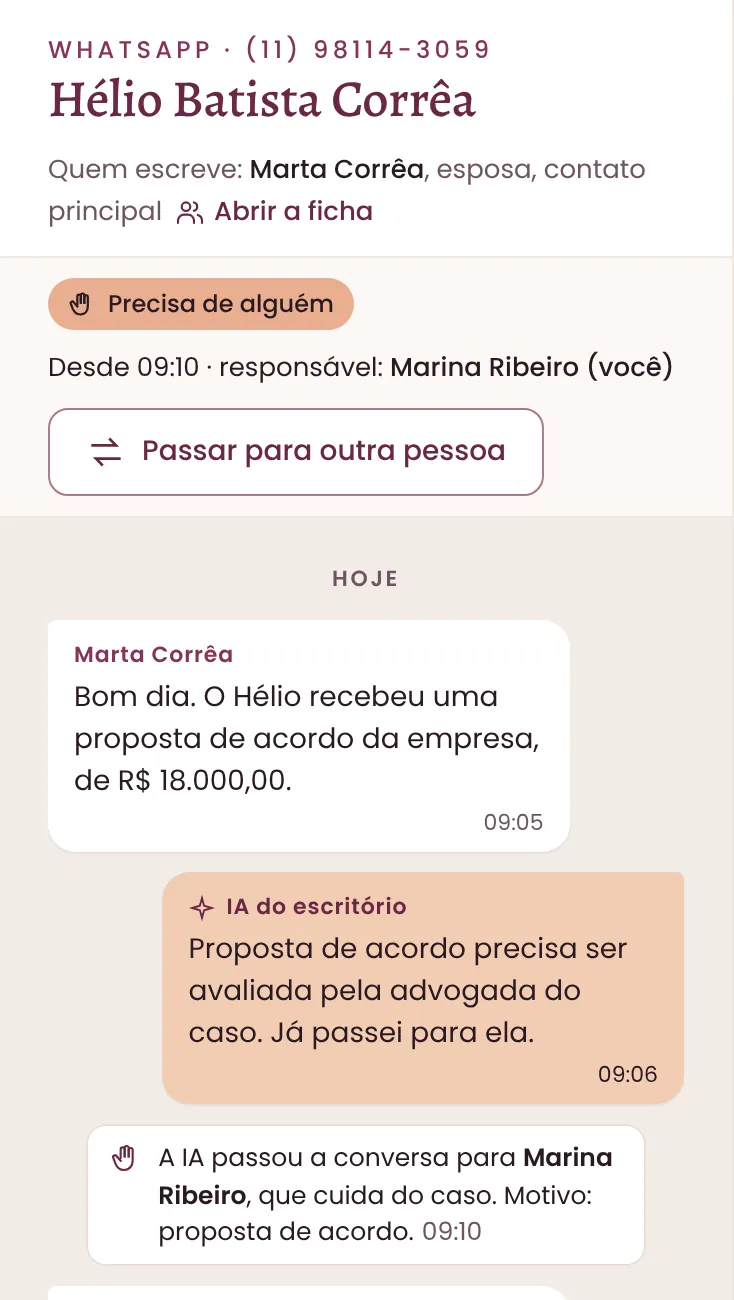 WHATSAPP · (11) 98114-3059
Hélio Batista Corrêa
Quem escreve: Marta Corrêa, esposa, contato
principal Abrir a ficha
Precisa de alguém
Desde 09:10 · responsável: Marina Ribeiro (você)
Passar para outra pessoa
HOJE
Marta Corrêa
Bom dia. O Hélio recebeu uma
proposta de acordo da empresa,
de R$ 18.000,00.
09:05
IA do escritório
Proposta de acordo precisa ser
avaliada pela advogada do
caso. Já passei para ela.
09:06
A IA passou a conversa para Marina
Ribeiro, que cuida do caso. Motivo:
proposta de acordo. 09:10